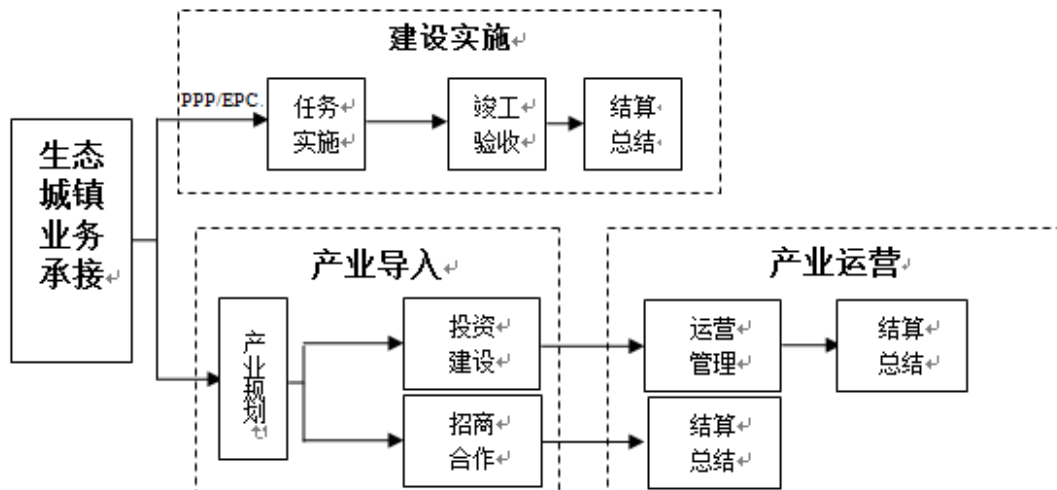 建设实施
PPP/EPC.
任务
实施
竣工
验收
结算
总结
生态
城镇
业务
承接
产业导入
产业运营
产业规划
投资
建设
运营
管理
结算
总结
招商
合作
结算
总结